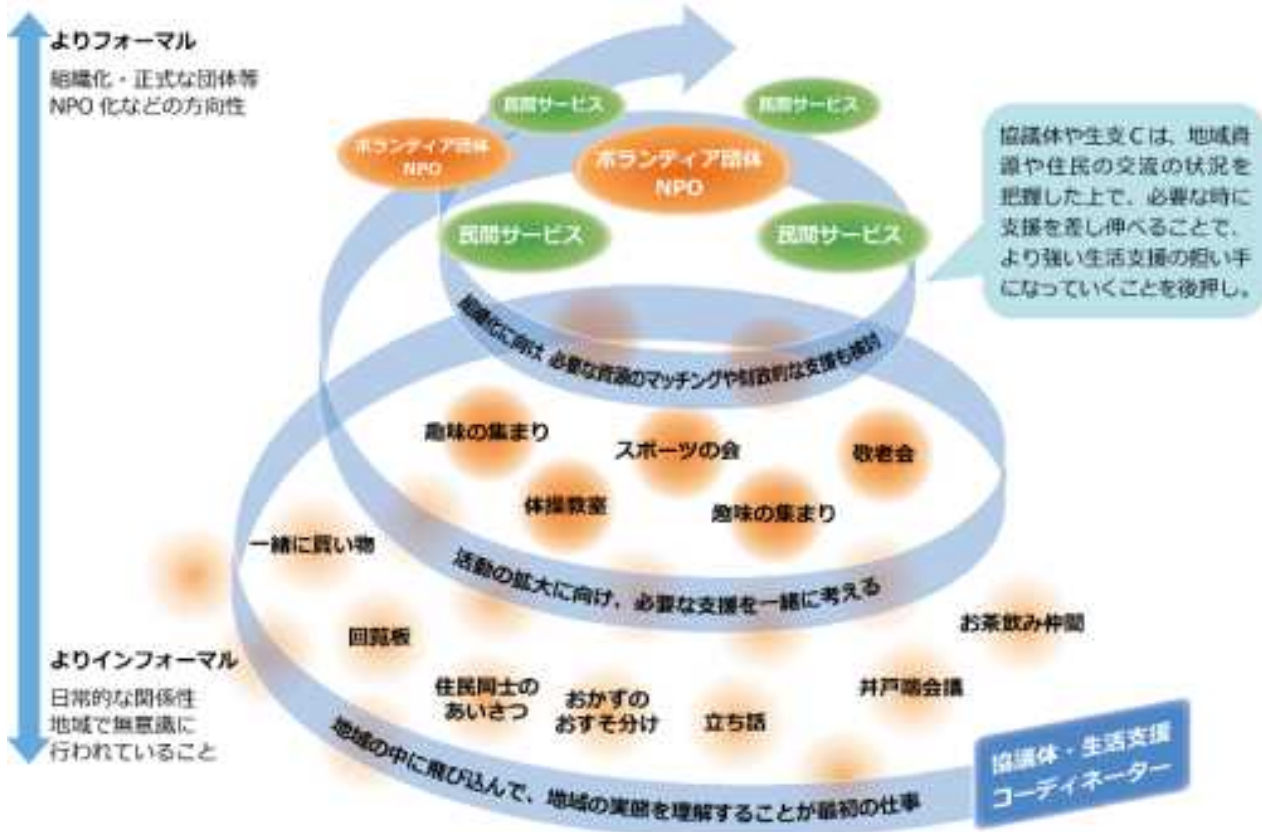 よりフォーマル
組織化・正式な団体等
NPO 化などの方向性
民間サービス
民間サービス
ボランティア団体
NPO
ボランティア団体
NPO
民間サービス
民間サービス
協議体や生支Cは、地域資
源や住民の交流の状況を
把握した上で、必要な時に
支援を差し伸べることで、
より強い生活支援の担い手
になっていくことを後押し。
組織化に向け 必要な資源のマッチングや財政的な支援も検討
趣味の集まり
スポーツの会
敬老会
体操教室
趣味の集まり
一緒に買い物
活動の拡大に向け、必要な支援を一緒に考える
回覧板
お茶飲み仲間
よりインフォーマル
日常的な関係性
地域で無意識に
行われていること
住民同士の
あいさつ
おかずの
おすそ分け
立ち話
井戸端会議
地域の中に飛び込んで、地域の実態を理解することが最初の仕事
協議体・生活支援
コーディネーター